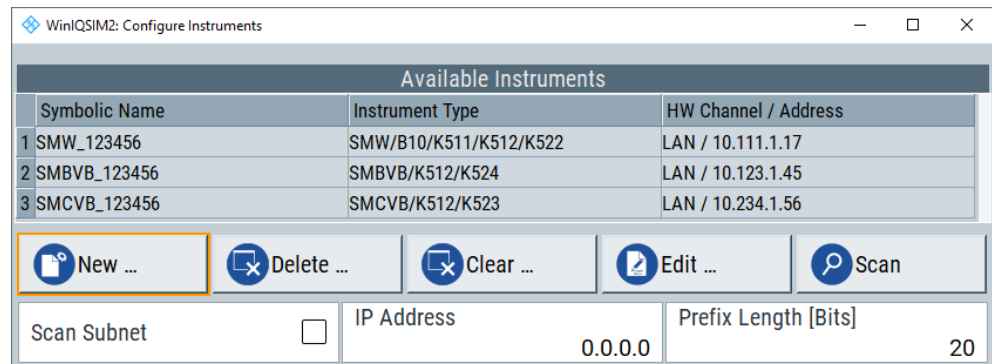 WinIQSIM2: Configure Instruments
Available Instruments
Symbolic Name Instrument Type HW Channel / Address
1 SMW_123456 SMW/B10/K511/K512/K522 LAN / 10.111.1.17
2 SMBVB_123456 SMBVB/K512/K524 LAN / 10.123.1.45
3 SMCVB_123456 SMCVB/K512/K523 LAN / 10.234.1.56
New ... Delete ... Clear ... Edit ... Scan
Scan Subnet IP Address Prefix Length [Bits]
0.0.0.0 20